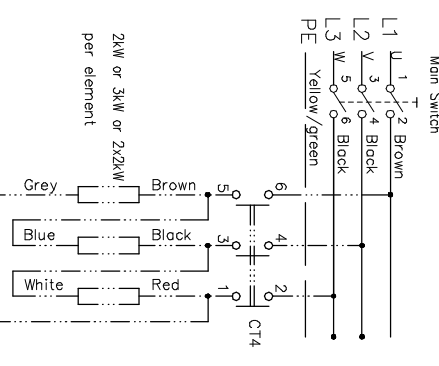 Main Switch
L1
L2
L3
PE
U
V
W
1
3
5
2
4
6
Brown
Black
Black
Yellow/green
2kW or 3kW or 2x2kW
per element
Grey
Brown
5
6
Blue
Black
3
4
White
Red
1
2
CT4